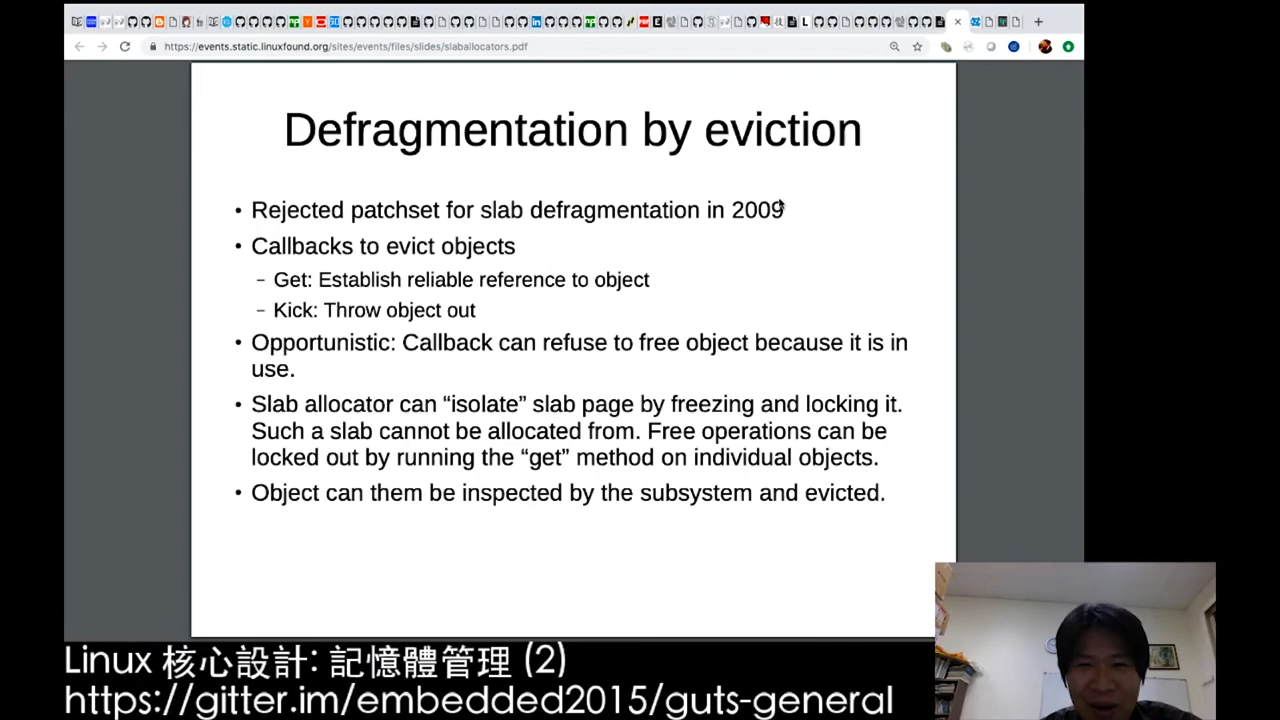 https://events.static.linuxfound.org/sites/events/files/slides/slaballocators.pdf
Defragmentation by eviction
• Rejected patchset for slab defragmentation in 2009
• Callbacks to evict objects
– Get: Establish reliable reference to object
– Kick: Throw object out
• Opportunistic: Callback can refuse to free object because it is in
use.
• Slab allocator can “isolate” slab page by freezing and locking it.
Such a slab cannot be allocated from. Free operations can be
locked out by running the “get” method on individual objects.
• Object can them be inspected by the subsystem and evicted.
Linux 核心設計: 記憶體管理 (2)
https://gitter.im/embedded2015/guts-general